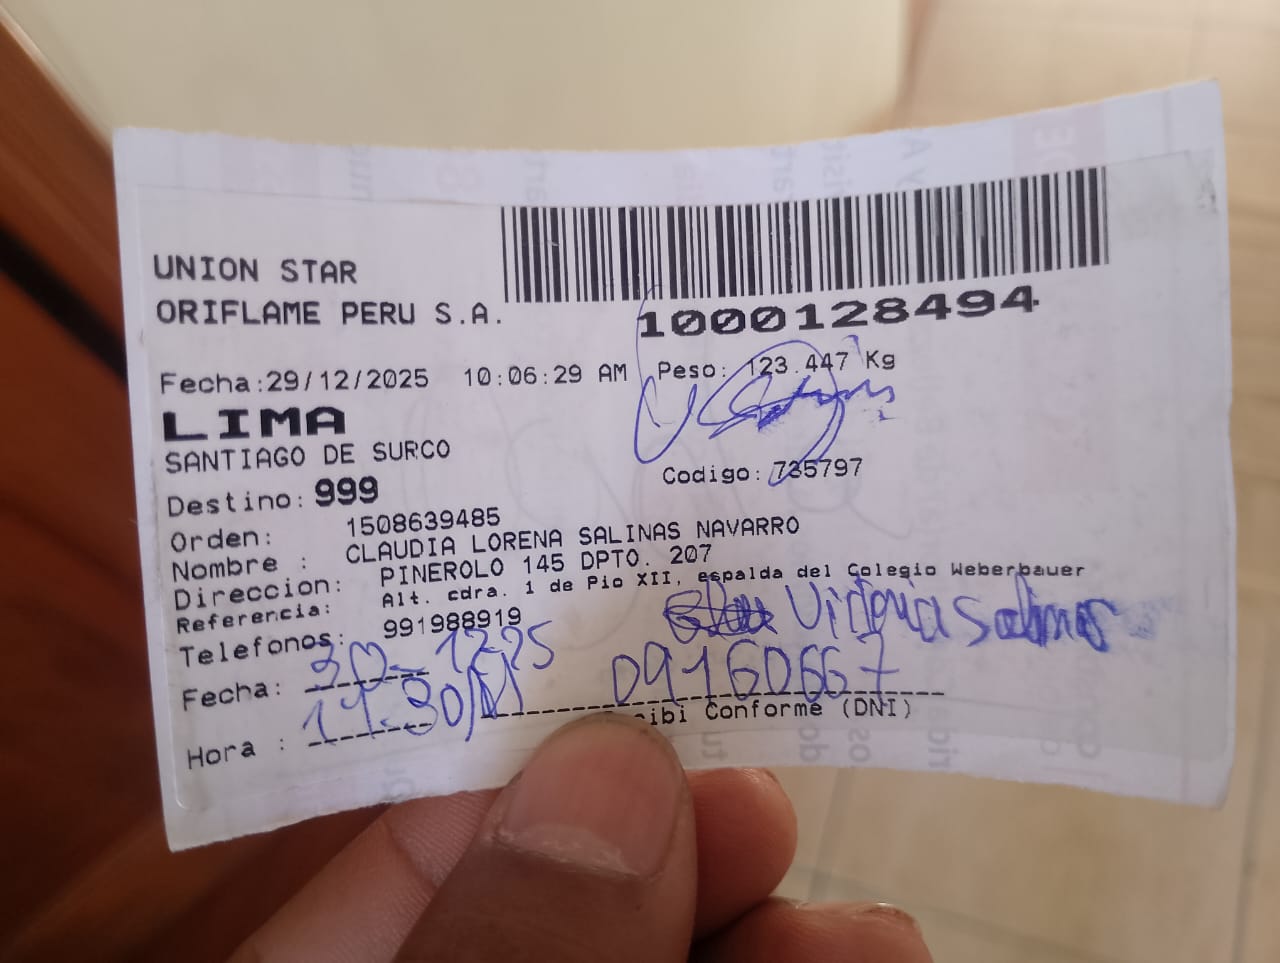 UNION STAR
ORIFLAME PERU S.A.
1000128494
Fecha:29/12/2025 10:06:29 AM Peso: 123.447 Kg
LIMA
SANTIAGO DE SURCO
Codigo: 735797
Destino: 999
Orden: 1508639485
Nombre : CLAUDIA LORENA SALINAS NAVARRO
Direccion: PINEROLO 145 DPTO. 207
Referencia: Alt. cdra. 1 de Pio XII, espalda del Colegio Weberbauer
Telefonos: 991988919
Salinas
Fecha: 30-12-25
09160667
Hora :
ibi Conforme (DNI)